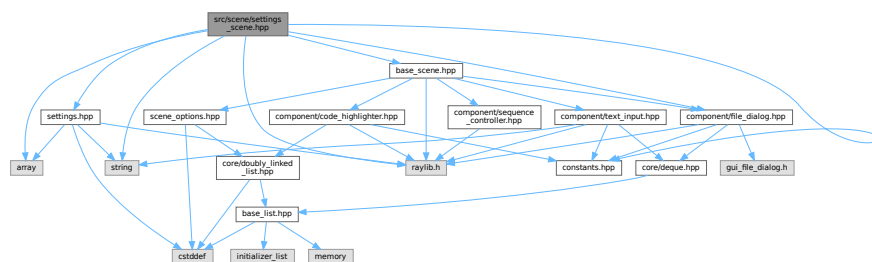 src/scene/settings
_scene.hpp
base_scene.hpp
settings.hpp
scene_options.hpp
component/code_highlighter.hpp
component/sequence
_controller.hpp
component/text_input.hpp
component/file_dialog.hpp
array
string
core/doubly_linked
_list.hpp
raylib.h
constants.hpp
core/deque.hpp
gui_file_dialog.h
base_list.hpp
cstddef
initializer_list
memory